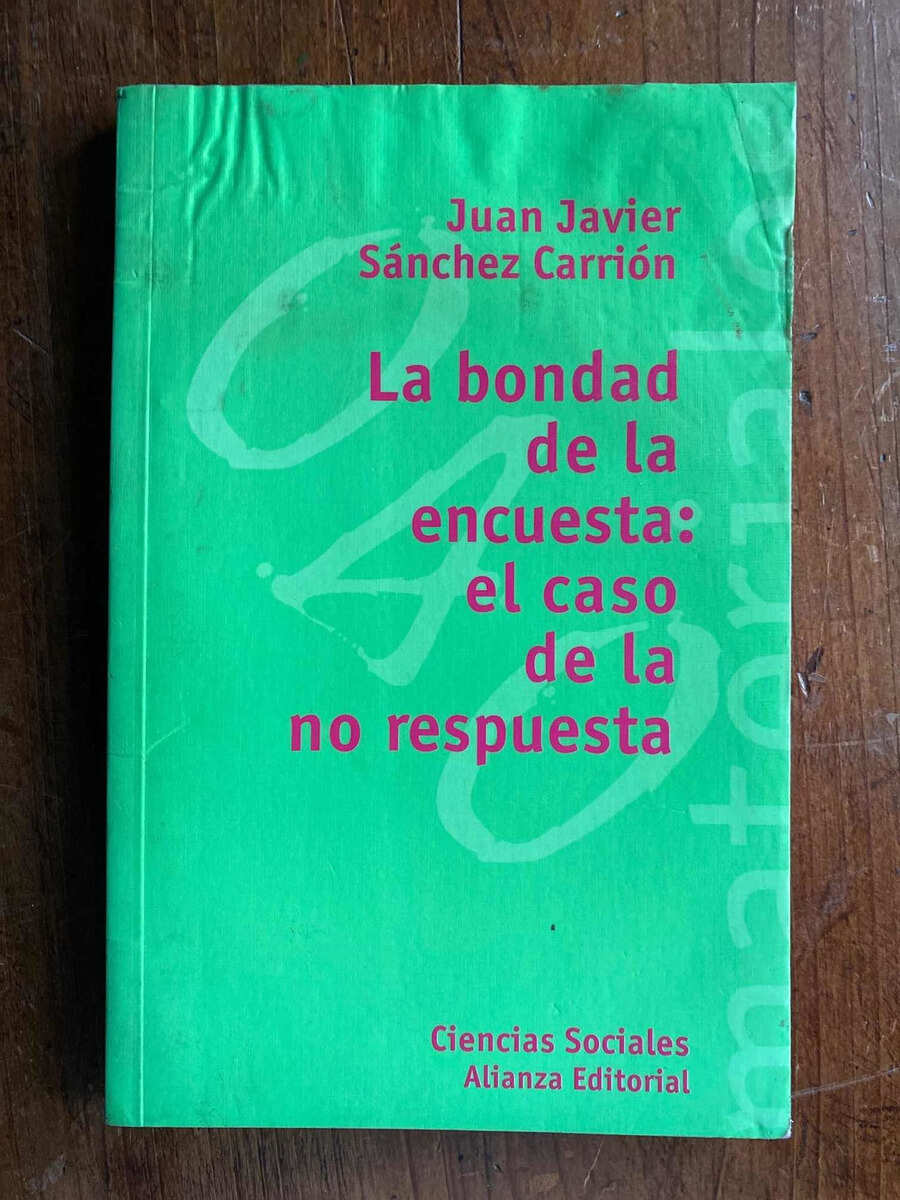 Juan Javier
Sánchez Carrión
La bondad
de la
encuesta:
el caso
de la
no respuesta
Ciencias Sociales
Alianza Editorial
materiales